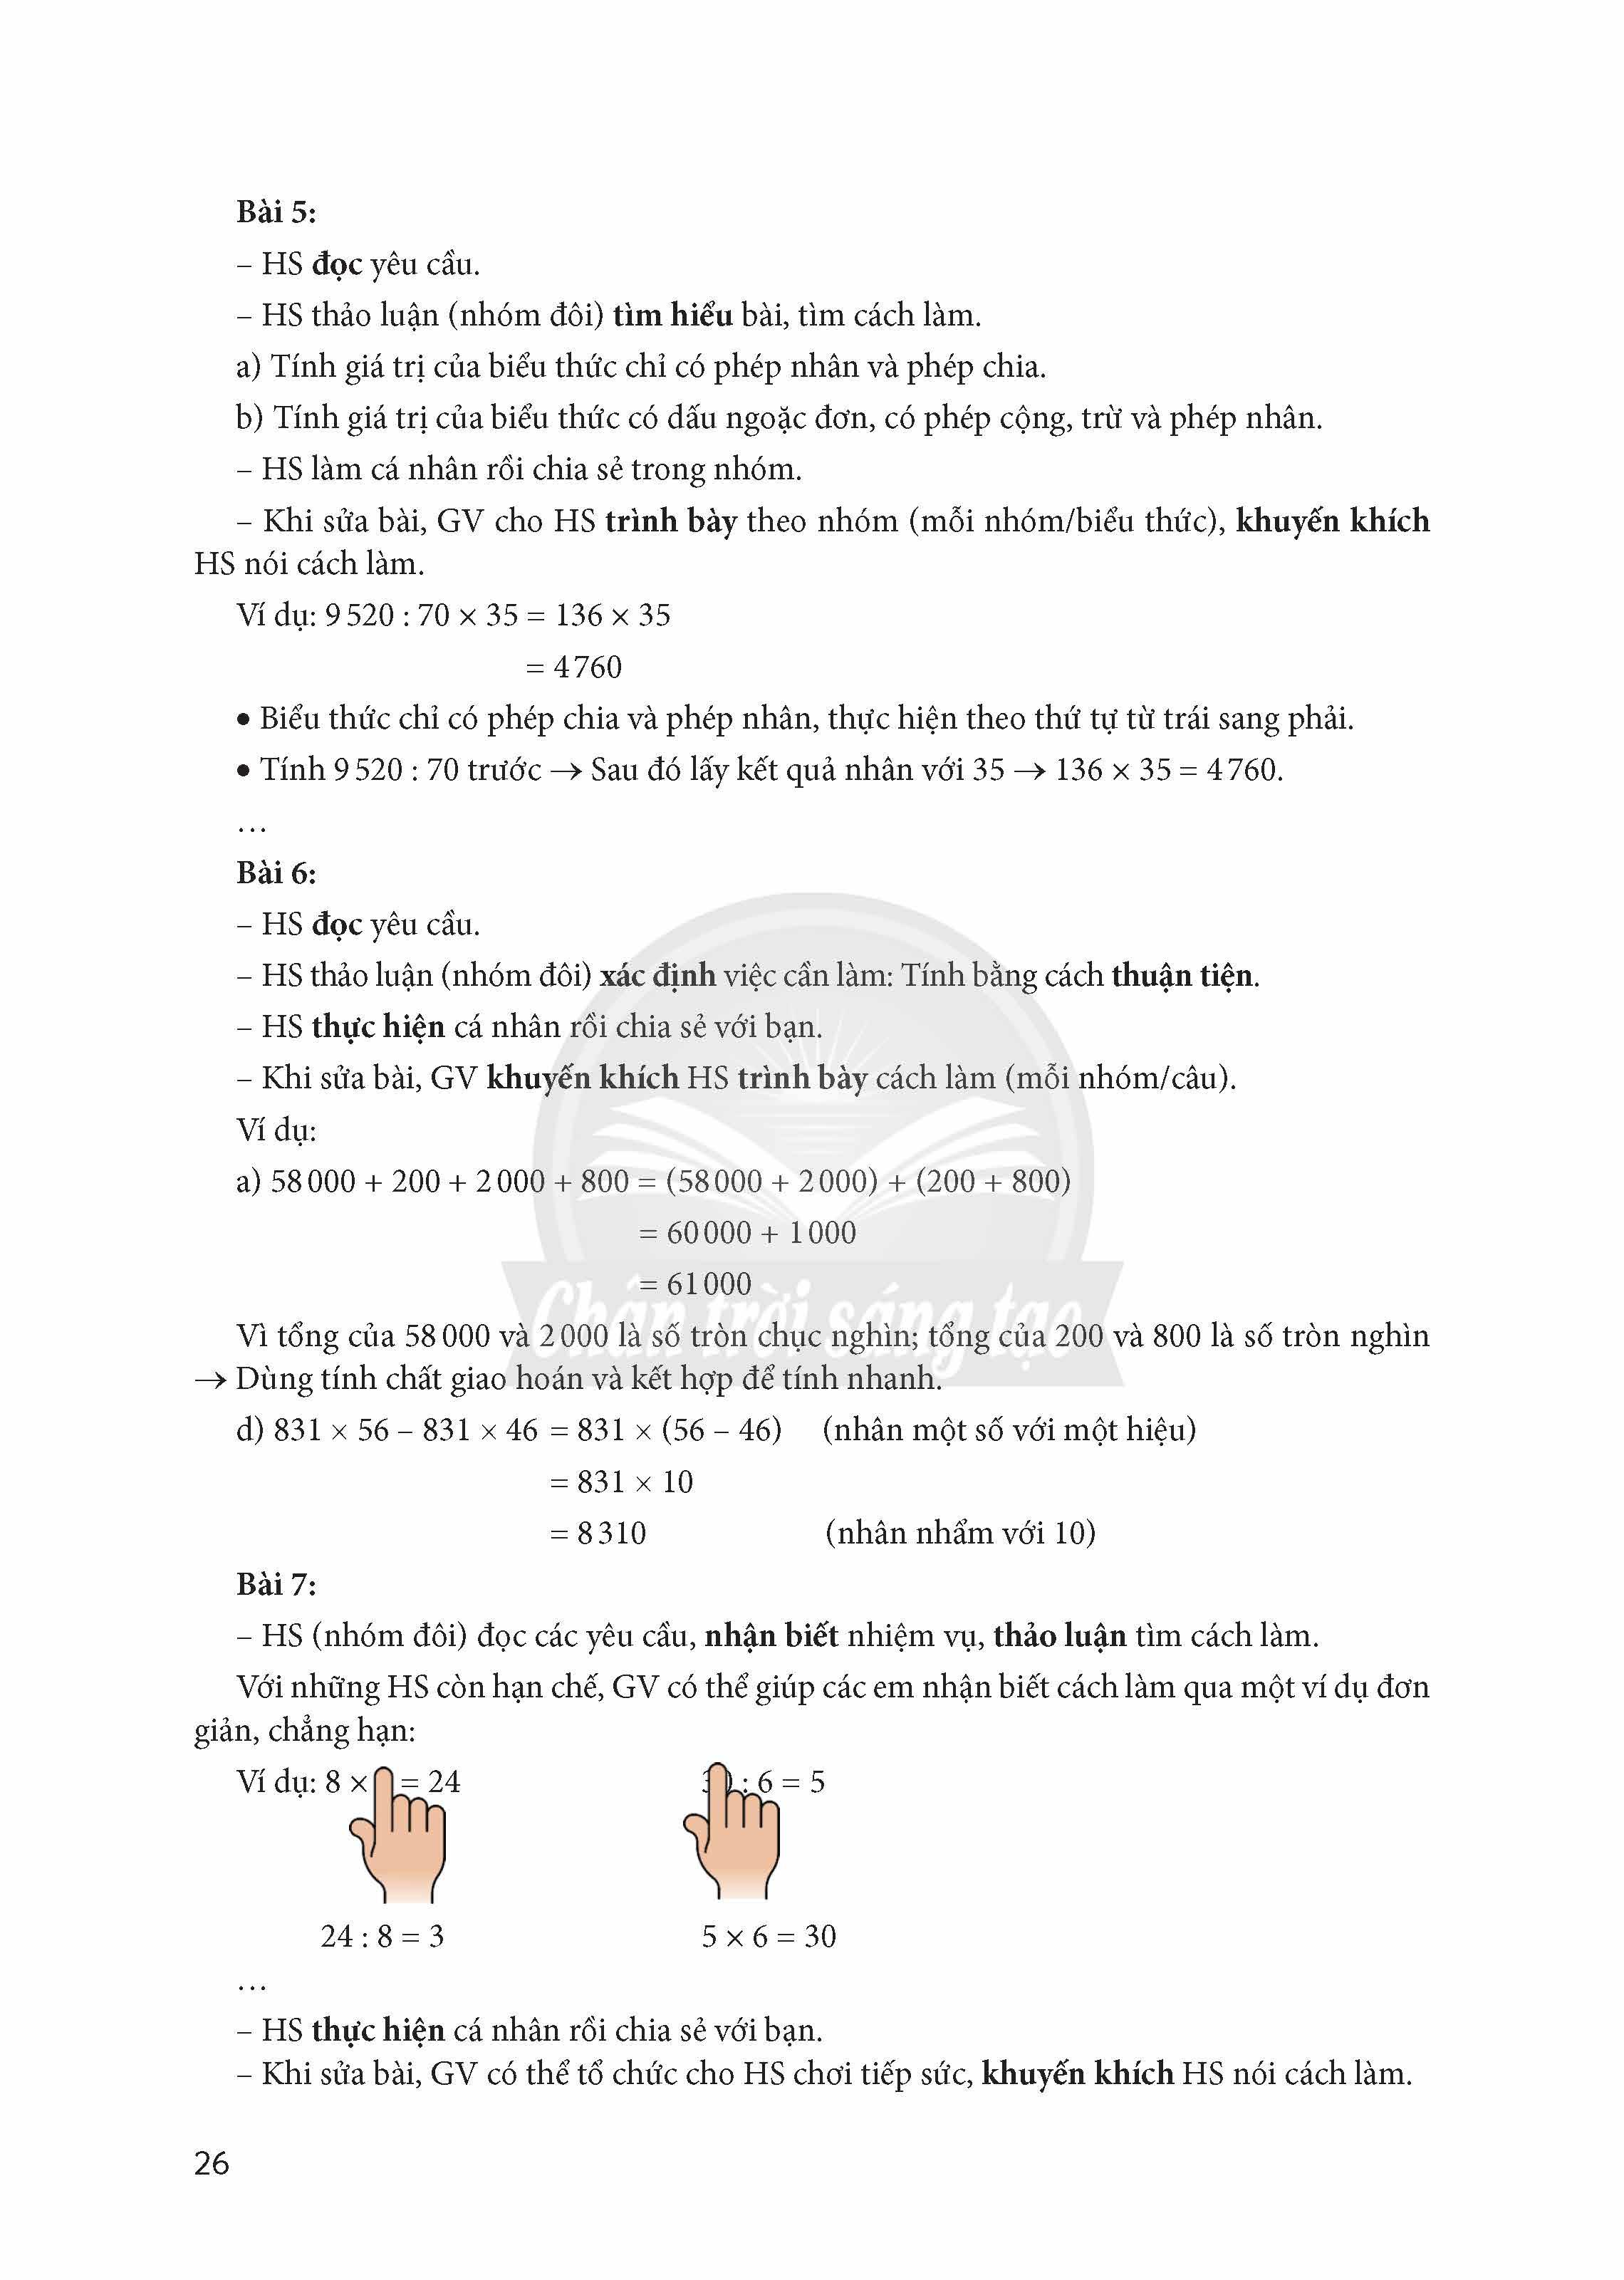 Bài 5:
– HS đọc yêu cầu.
– HS thảo luận (nhóm đôi) tìm hiểu bài, tìm cách làm.
a) Tính giá trị của biểu thức chỉ có phép nhân và phép chia.
b) Tính giá trị của biểu thức có dấu ngoặc đơn, có phép cộng, trừ và phép nhân.
– HS làm cá nhân rồi chia sẻ trong nhóm.
– Khi sửa bài, GV cho HS trình bày theo nhóm (mỗi nhóm/biểu thức), khuyến khích
HS nói cách làm.
Ví dụ: 9 520 : 70 × 35 = 136 × 35
= 4 760
• Biểu thức chỉ có phép chia và phép nhân, thực hiện theo thứ tự từ trái sang phải.
• Tính 9 520 : 70 trước → Sau đó lấy kết quả nhân với 35 → 136 × 35 = 4 760.
…
Bài 6:
– HS đọc yêu cầu.
– HS thảo luận (nhóm đôi) xác định việc cần làm: Tính bằng cách thuận tiện.
– HS thực hiện cá nhân rồi chia sẻ với bạn.
– Khi sửa bài, GV khuyến khích HS trình bày cách làm (mỗi nhóm/câu).
Ví dụ:
a) 58 000 + 200 + 2 000 + 800 = (58 000 + 2 000) + (200 + 800)
= 60 000 + 1 000
= 61 000
Chân trời sáng tạo
Vì tổng của 58 000 và 2 000 là số tròn chục nghìn; tổng của 200 và 800 là số tròn nghìn
→ Dùng tính chất giao hoán và kết hợp để tính nhanh.
d) 831 × 56 – 831 × 46 = 831 × (56 – 46) (nhân một số với một hiệu)
= 831 × 10
= 8 310 (nhân nhẩm với 10)
Bài 7:
– HS (nhóm đôi) đọc các yêu cầu, nhận biết nhiệm vụ, thảo luận tìm cách làm.
Với những HS còn hạn chế, GV có thể giúp các em nhận biết cách làm qua một ví dụ đơn
giản, chẳng hạn:
Ví dụ: 8 × = 24 : 6 = 5
24 : 8 = 3 5 × 6 = 30
…
– HS thực hiện cá nhân rồi chia sẻ với bạn.
– Khi sửa bài, GV có thể tổ chức cho HS chơi tiếp sức, khuyến khích HS nói cách làm.
26